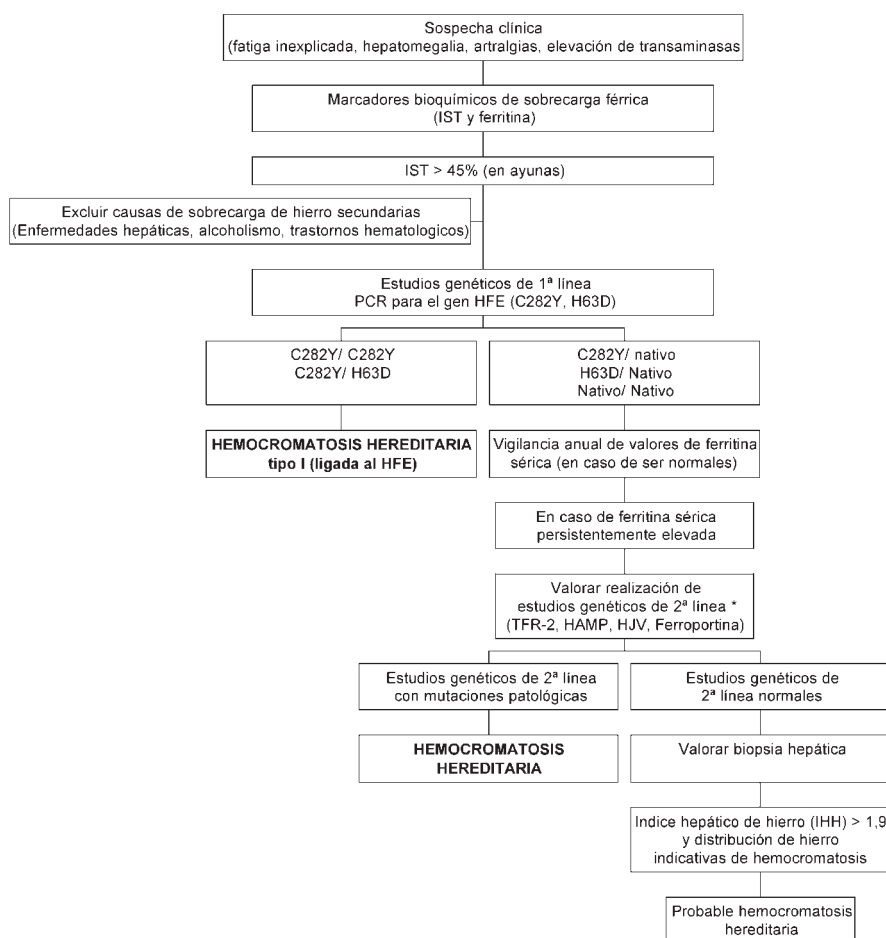 Sospecha clínica
(fatiga inexplicada, hepatomegalia, artralgias, elevación de transaminasas
Marcadores bioquímicos de sobrecarga férrica
(IST y ferritina)
IST > 45% (en ayunas)
Excluir causas de sobrecarga de hierro secundarias
(Enfermedades hepáticas, alcoholismo, trastornos hematologicos)
Estudios genéticos de 1ª línea
PCR para el gen HFE (C282Y, H63D)
C282Y/ C282Y
C282Y/ H63D
C282Y/ nativo
H63D/ Nativo
Nativo/ Nativo
HEMOCROMATOSIS HEREDITARIA
tipo I (ligada al HFE)
Vigilancia anual de valores de ferritina
sérica (en caso de ser normales)
En caso de ferritina sérica
persistentemente elevada
Valorar realización de
estudios genéticos de 2ª línea *
(TFR-2, HAMP, HJV, Ferroportina)
Estudios genéticos de 2ª línea
con mutaciones patológicas
Estudios genéticos de
2ª línea normales
HEMOCROMATOSIS
HEREDITARIA
Valorar biopsia hepática
Indice hepático de hierro (IHH) > 1,9
y distribución de hierro
indicativas de hemocromatosis
Probable hemocromatosis
hereditaria